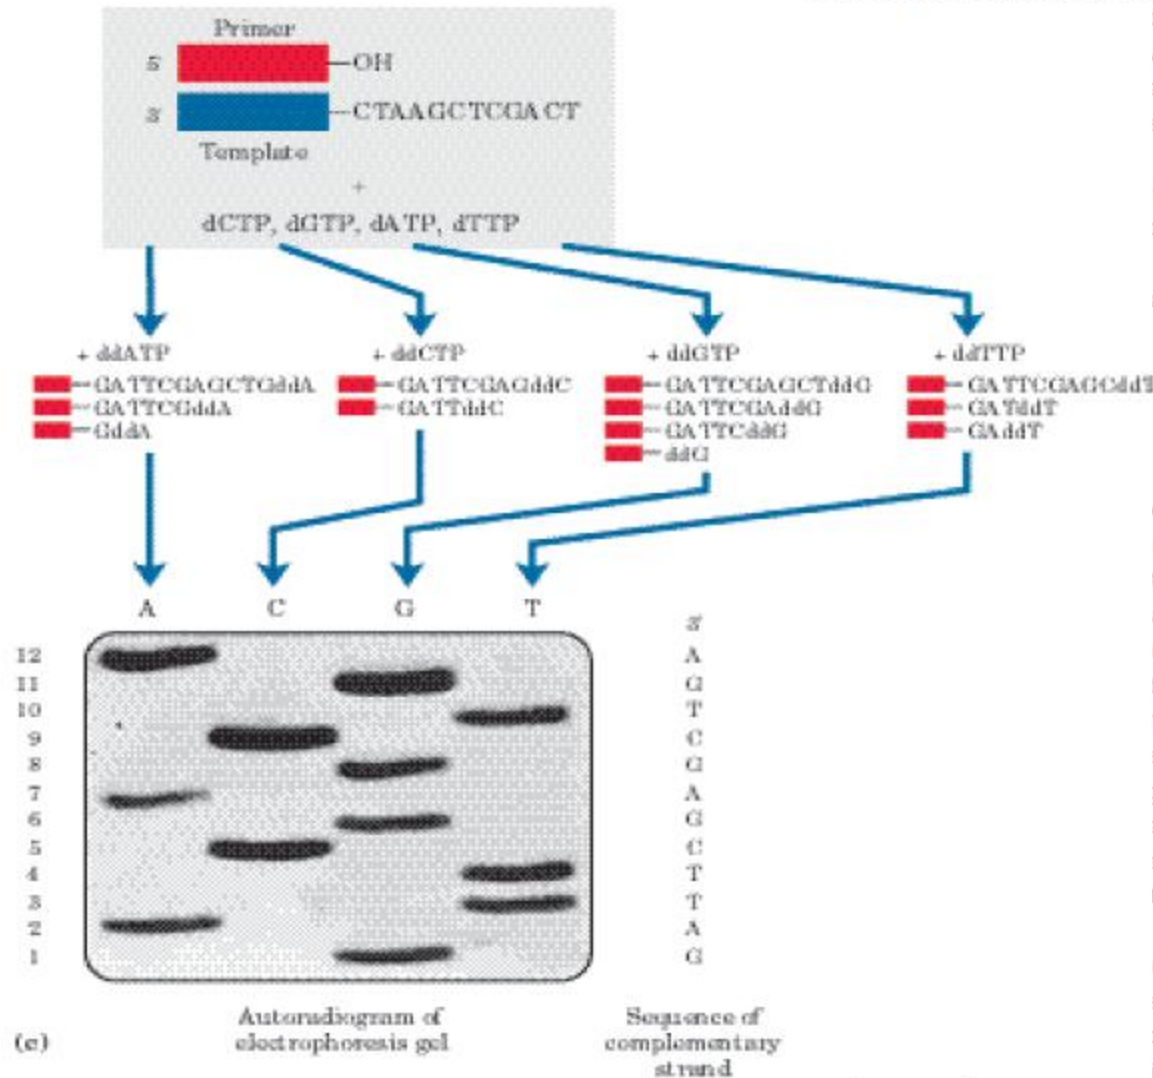 Primer
5' OH
3' CTAAGCTCGACT
Template
+
dCTP, dGTP, dATP, dTTP
+ ddATP
GATTCGAGCTGddA
GATTCGddA
GddA
+ ddCTP
GATTCGAGddC
GATTddC
+ ddGTP
GATTCGAGCTddG
GATTCGAddG
GATTCddG
ddG
+ ddTTP
GATTCGAGCddT
GATddT
GAddT
A C G T
3'
12 A
11 G
10 T
9 C
8 G
7 A
6 G
5 C
4 T
3 T
2 A
1 G
(c)
Autoradiogram of
electrophoresis gel
Sequence of
complementary
strand